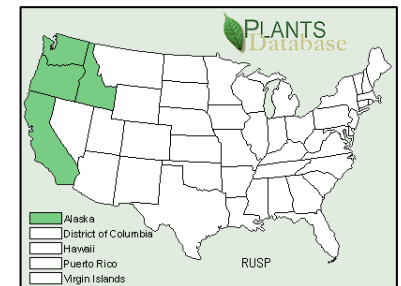 PLANTS
Database
Alaska
District of Columbia
Hawaii
Puerto Rico
Virgin Islands
RUSP